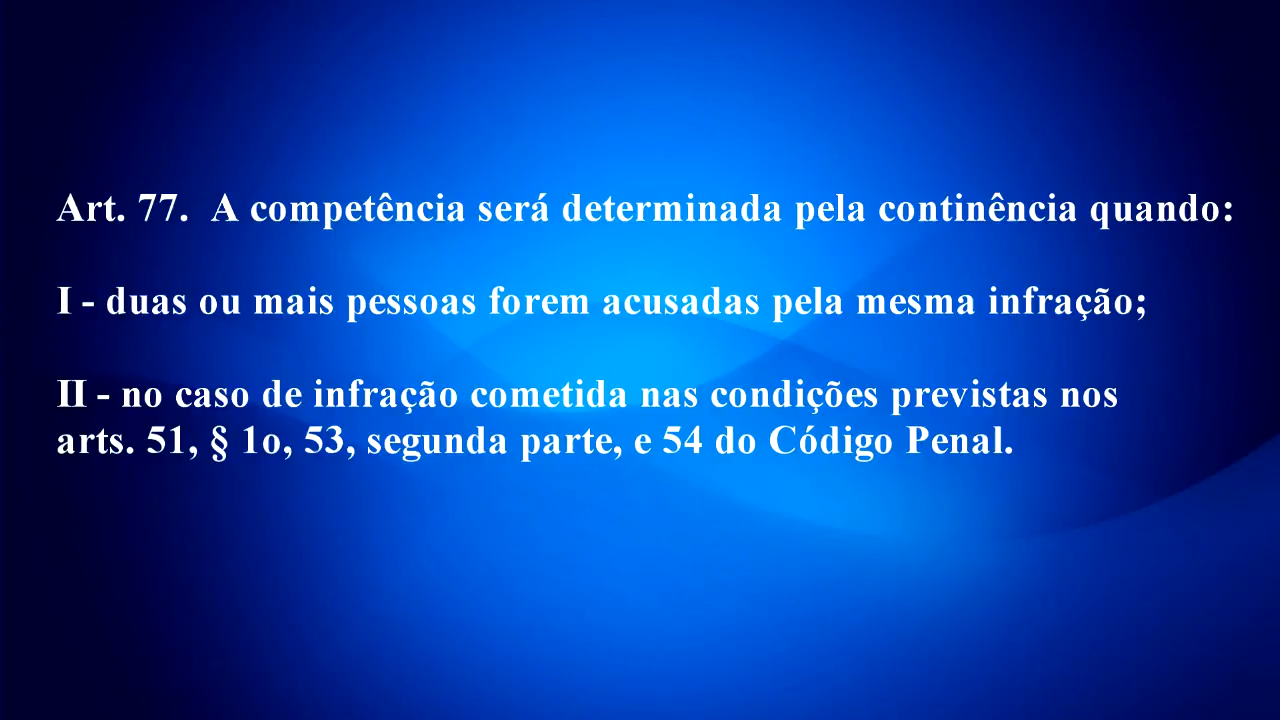 Art. 77.  A competência será determinada pela continência quando:
I - duas ou mais pessoas forem acusadas pela mesma infração;
II - no caso de infração cometida nas condições previstas nos
arts. 51, § 1o, 53, segunda parte, e 54 do Código Penal.